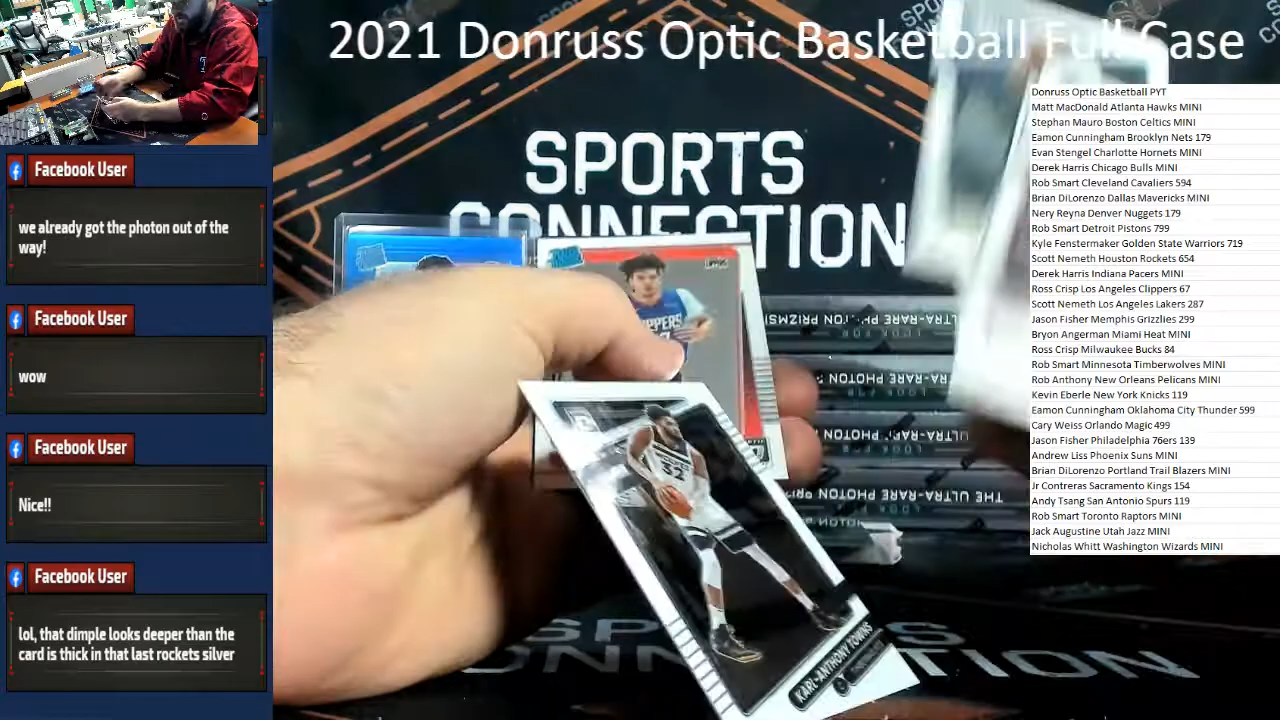 2021 Donruss Optic Basketball Full Case
Facebook User
we already got the photon out of the
way!
Facebook User
wow
Facebook User
Nice!!
Facebook User
lol, that dimple looks deeper than the
card is thick in that last rockets silver
SPORTS
CONNECTION
KARL-ANTHONY TOWNS
Donruss Optic Basketball PYT
Matt MacDonald Atlanta Hawks MINI
Stephan Mauro Boston Celtics MINI
Eamon Cunningham Brooklyn Nets 179
Evan Stengel Charlotte Hornets MINI
Derek Harris Chicago Bulls MINI
Rob Smart Cleveland Cavaliers 594
Brian DiLorenzo Dallas Mavericks MINI
Nery Reyna Denver Nuggets 179
Rob Smart Detroit Pistons 799
Kyle Fenstermaker Golden State Warriors 719
Scott Nemeth Houston Rockets 654
Derek Harris Indiana Pacers MINI
Ross Crisp Los Angeles Clippers 67
Scott Nemeth Los Angeles Lakers 287
Jason Fisher Memphis Grizzlies 299
Bryon Angerman Miami Heat MINI
Ross Crisp Milwaukee Bucks 84
Rob Smart Minnesota Timberwolves MINI
Rob Anthony New Orleans Pelicans MINI
Kevin Eberle New York Knicks 119
Eamon Cunningham Oklahoma City Thunder 599
Cary Weiss Orlando Magic 499
Jason Fisher Philadelphia 76ers 139
Andrew Liss Phoenix Suns MINI
Brian DiLorenzo Portland Trail Blazers MINI
Jr Contreras Sacramento Kings 154
Andy Tsang San Antonio Spurs 119
Rob Smart Toronto Raptors MINI
Jack Augustine Utah Jazz MINI
Nicholas Whitt Washington Wizards MINI